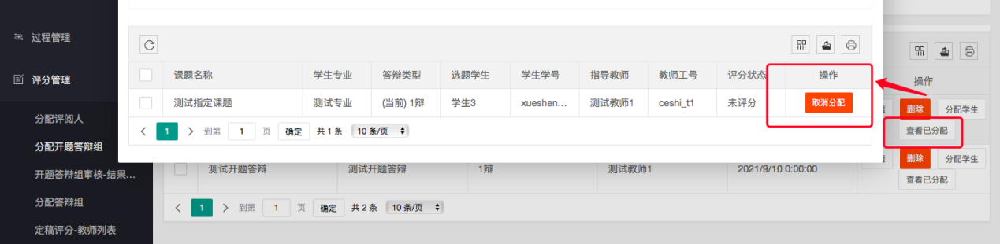 过程管理
评分管理
分配评阅人
分配开题答辩组
开题答辩组审核-结果...
分配答辩组
定稿评分-教师列表
课题名称 学生专业 答辩类型 选题学生 学生学号 指导教师 教师工号 评分状态 操作
测试指定课题 测试专业 (当前) 1辩 学生3 xueshen... 测试教师1 ceshi_t1 未评分 取消分配
1 到第 1 页 确定 共 1 条 10 条/页
操作
删除 分配学生
查看已分配
测试开题答辩 测试开题答辩 1辩 测试教师1 2021/9/10 0:00:00 删除 分配学生
查看已分配
1 到第 1 页 确定 共 2 条 10 条/页